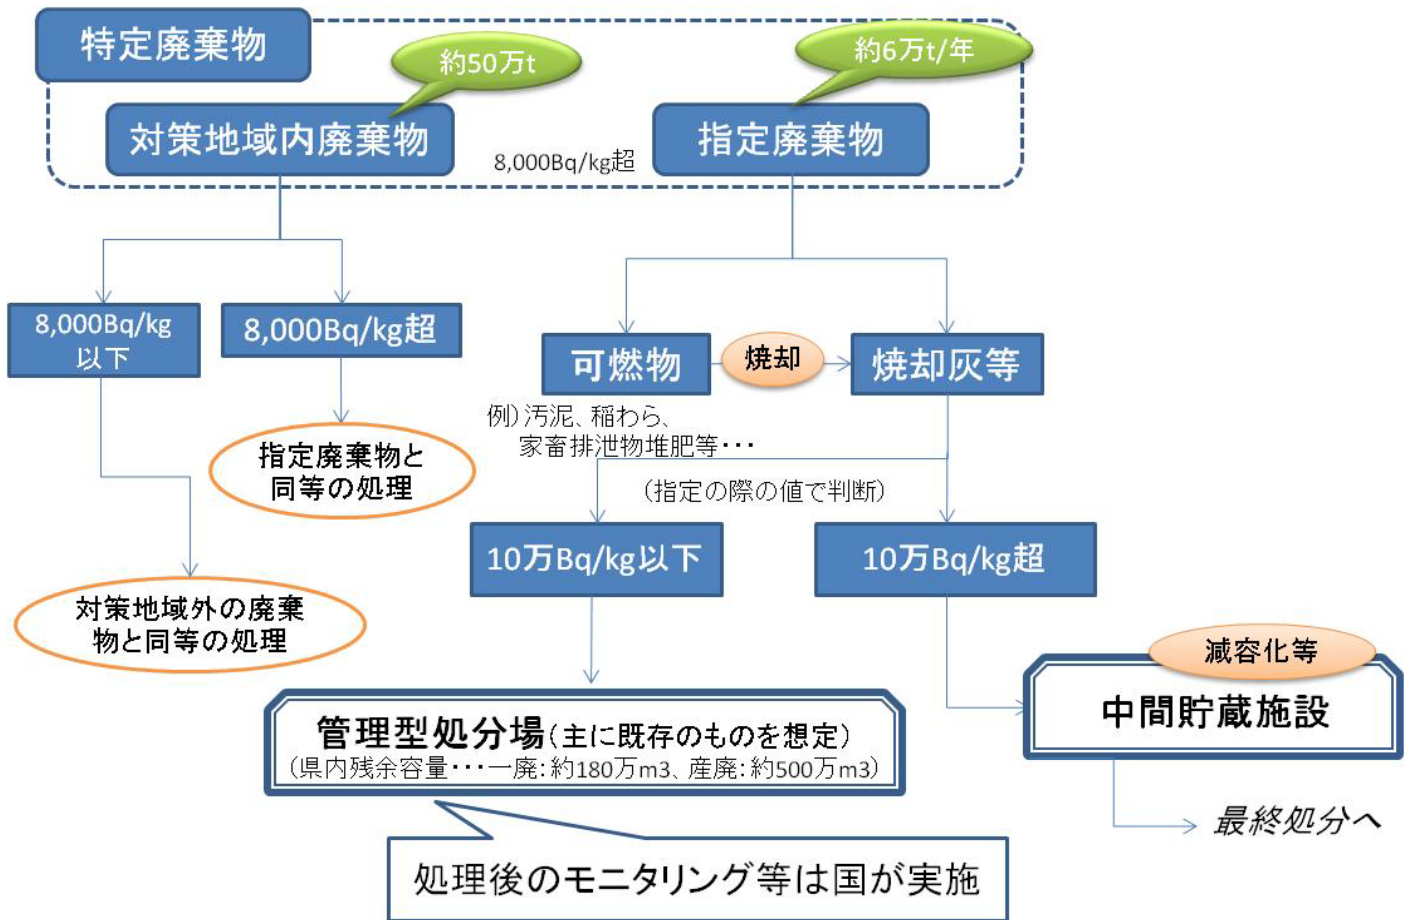 特定廃棄物
約50万t
約6万t/年
対策地域内廃棄物
8,000Bq/kg超
指定廃棄物
8,000Bq/kg
以下
8,000Bq/kg超
可燃物
焼却
焼却灰等
例）汚泥、稲わら、
家畜排泄物堆肥等・・・
指定廃棄物と
同等の処理
（指定の際の値で判断）
10万Bq/kg以下
10万Bq/kg超
対策地域外の廃棄
物と同等の処理
減容化等
中間貯蔵施設
管理型処分場（主に既存のものを想定）
（県内残余容量・・・一廃：約180万m3、産廃：約500万m3）
最終処分へ
処理後のモニタリング等は国が実施